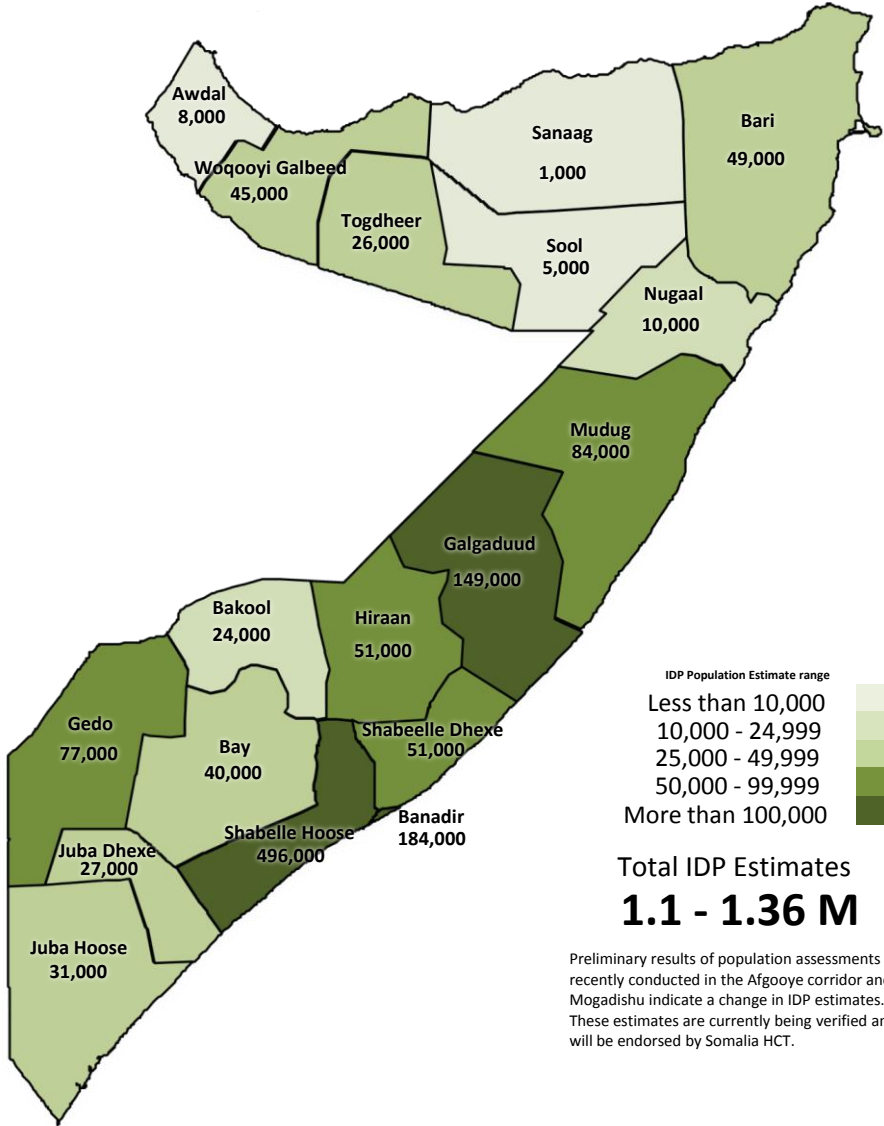 Awdal
8,000
Woqooyi Galbeed
45,000
Togdheer
26,000
Sanaag
1,000
Sool
5,000
Bari
49,000
Nugaal
10,000
Mudug
84,000
Galgaduud
149,000
Hiraan
51,000
Bakool
24,000
Gedo
77,000
Bay
40,000
Shabeelle Dhexe
51,000
Banadir
184,000
Shabelle Hoose
496,000
Juba Dhexe
27,000
Juba Hoose
31,000
IDP Population Estimate range
Less than 10,000
10,000 - 24,999
25,000 - 49,999
50,000 - 99,999
More than 100,000
Total IDP Estimates
1.1 - 1.36 M
Preliminary results of population assessments
recently conducted in the Afgooye corridor an
Mogadishu indicate a change in IDP estimates.
These estimates are currently being verified an
will be endorsed by Somalia HCT.